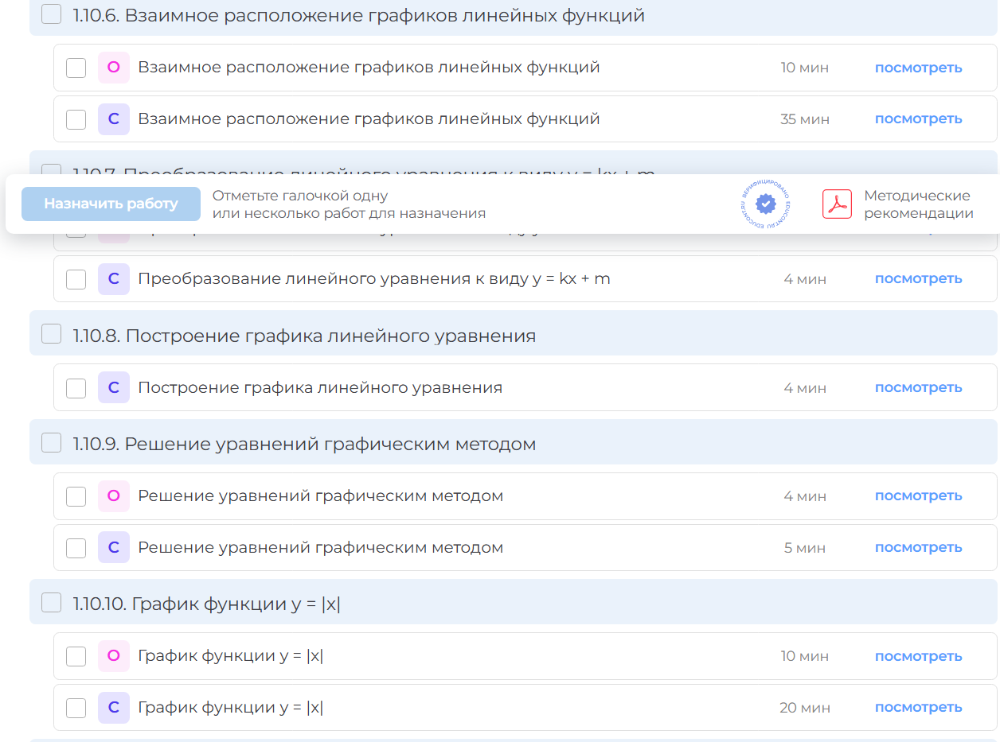 1.10.6. Взаимное расположение графиков линейных функций
О Взаимное расположение графиков линейных функций 10 мин посмотреть
С Взаимное расположение графиков линейных функций 35 мин посмотреть
1.10.7. Преобразование линейного уравнения к виду y = kx + m
Назначить работу
Отметьте галочкой одну
или несколько работ для назначения
ВЕРИФИЦИРОВАНО EDUCONT.RU EDUCONT.RU
Методические
рекомендации
С Преобразование линейного уравнения к виду y = kx + m 4 мин посмотреть
1.10.8. Построение графика линейного уравнения
С Построение графика линейного уравнения 4 мин посмотреть
1.10.9. Решение уравнений графическим методом
О Решение уравнений графическим методом 4 мин посмотреть
С Решение уравнений графическим методом 5 мин посмотреть
1.10.10. График функции y = |x|
О График функции y = |x| 10 мин посмотреть
С График функции y = |x| 20 мин посмотреть